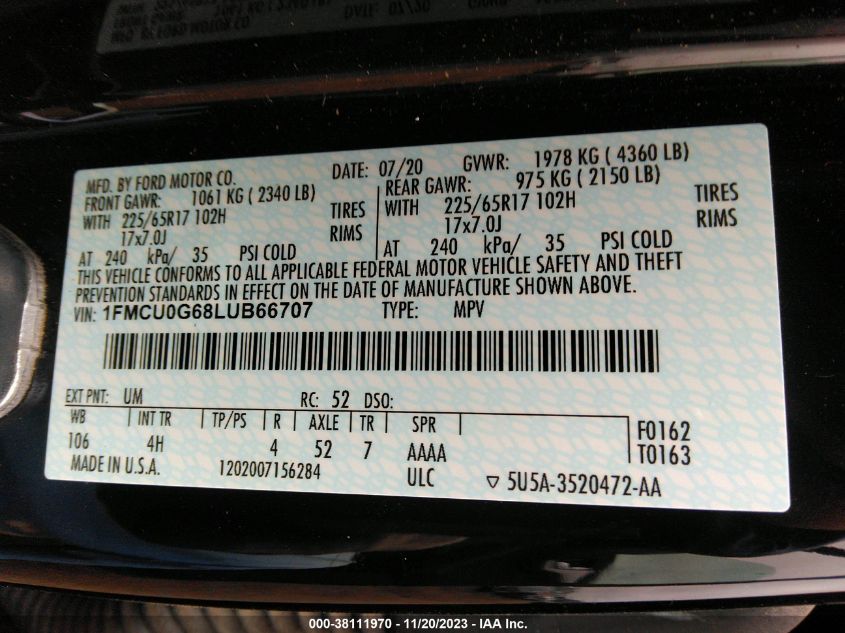 MFD. BY FORD MOTOR CO. DATE: 07/20 GVWR: 1978 KG ( 4360 LB)
FRONT GAWR: 1061 KG ( 2340 LB) REAR GAWR: 975 KG ( 2150 LB)
WITH 225/65R17 102H TIRES WITH 225/65R17 102H TIRES
17x7.0J RIMS 17x7.0J RIMS
AT 240 kPa/ 35 PSI COLD AT 240 kPa/ 35 PSI COLD
THIS VEHICLE CONFORMS TO ALL APPLICABLE FEDERAL MOTOR VEHICLE SAFETY AND THEFT
PREVENTION STANDARDS IN EFFECT ON THE DATE OF MANUFACTURE SHOWN ABOVE.
VIN: 1FMCU0G68LUB66707 TYPE: MPV
EXT PNT: UM RC: 52 DSO:
WB INT TR TP/PS R AXLE TR SPR
106 4H 4 52 7 AAAA
F0162
T0163
MADE IN U.S.A. 1202007156284 ULC ▽ 5U5A-3520472-AA
000-38111970 - 11/20/2023 - IAA Inc.